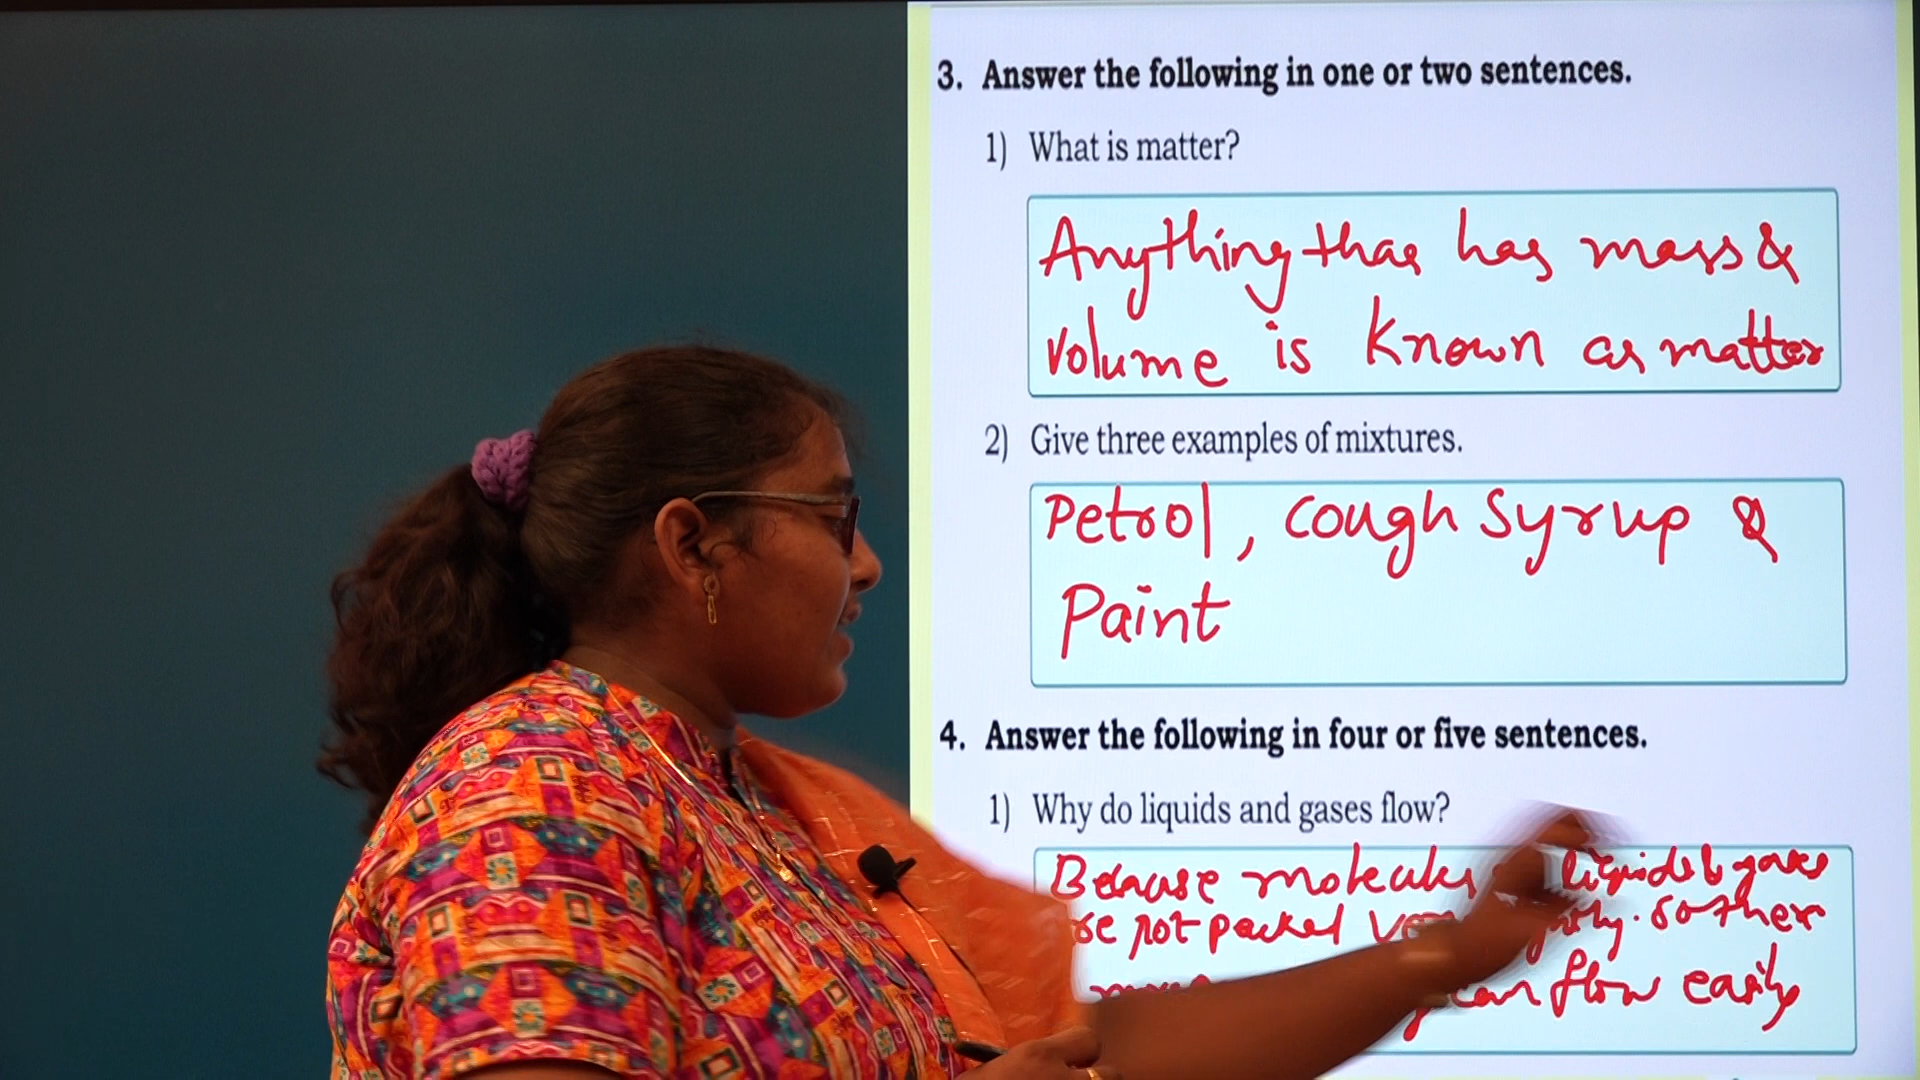 3. Answer the following in one or two sentences.
1) What is matter?
Anything that has mass &
volume is known as matter
2) Give three examples of mixtures.
Petrol, cough syrup &
Paint
4. Answer the following in four or five sentences.
1) Why do liquids and gases flow?
Because molecules liquids & gases
not packed so they
can flow easily